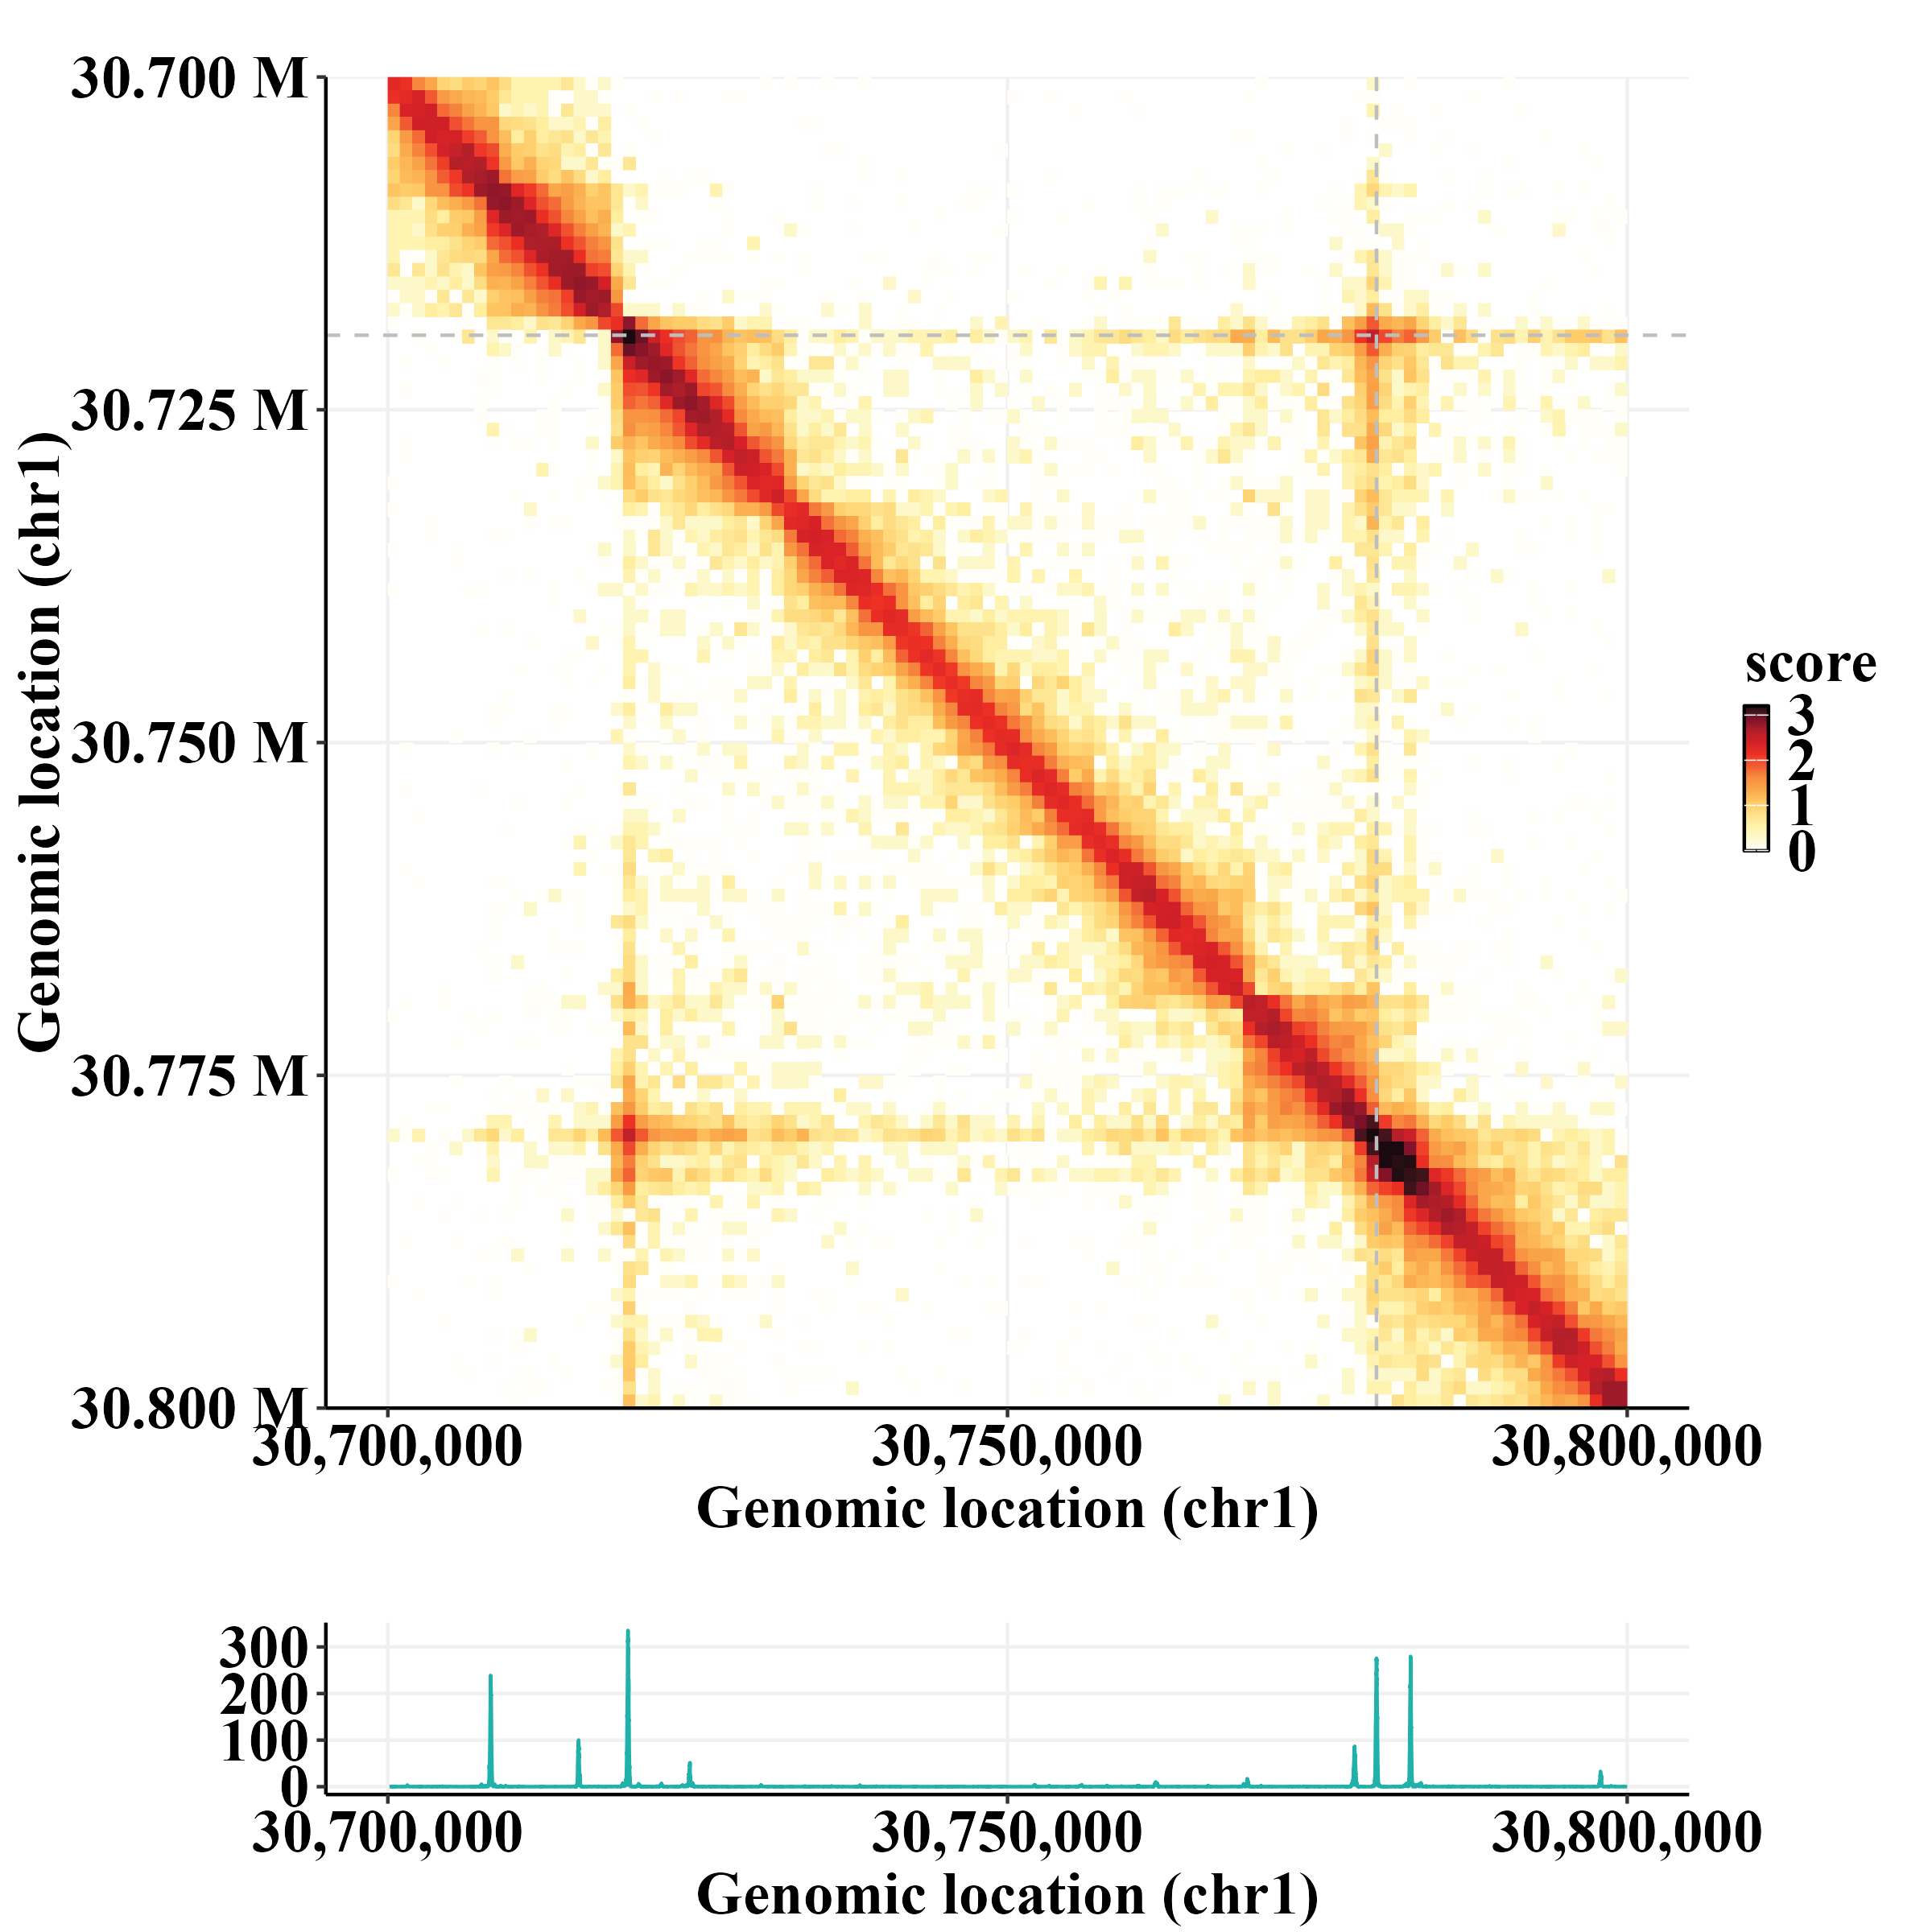 30.700 M
30.725 M
30.750 M
30.775 M
30.800 M
Genomic location (chr1)
30,700,000 30,750,000 30,800,000
Genomic location (chr1)
score
3
2
1
0
300
200
100
0
30,700,000 30,750,000 30,800,000
Genomic location (chr1)